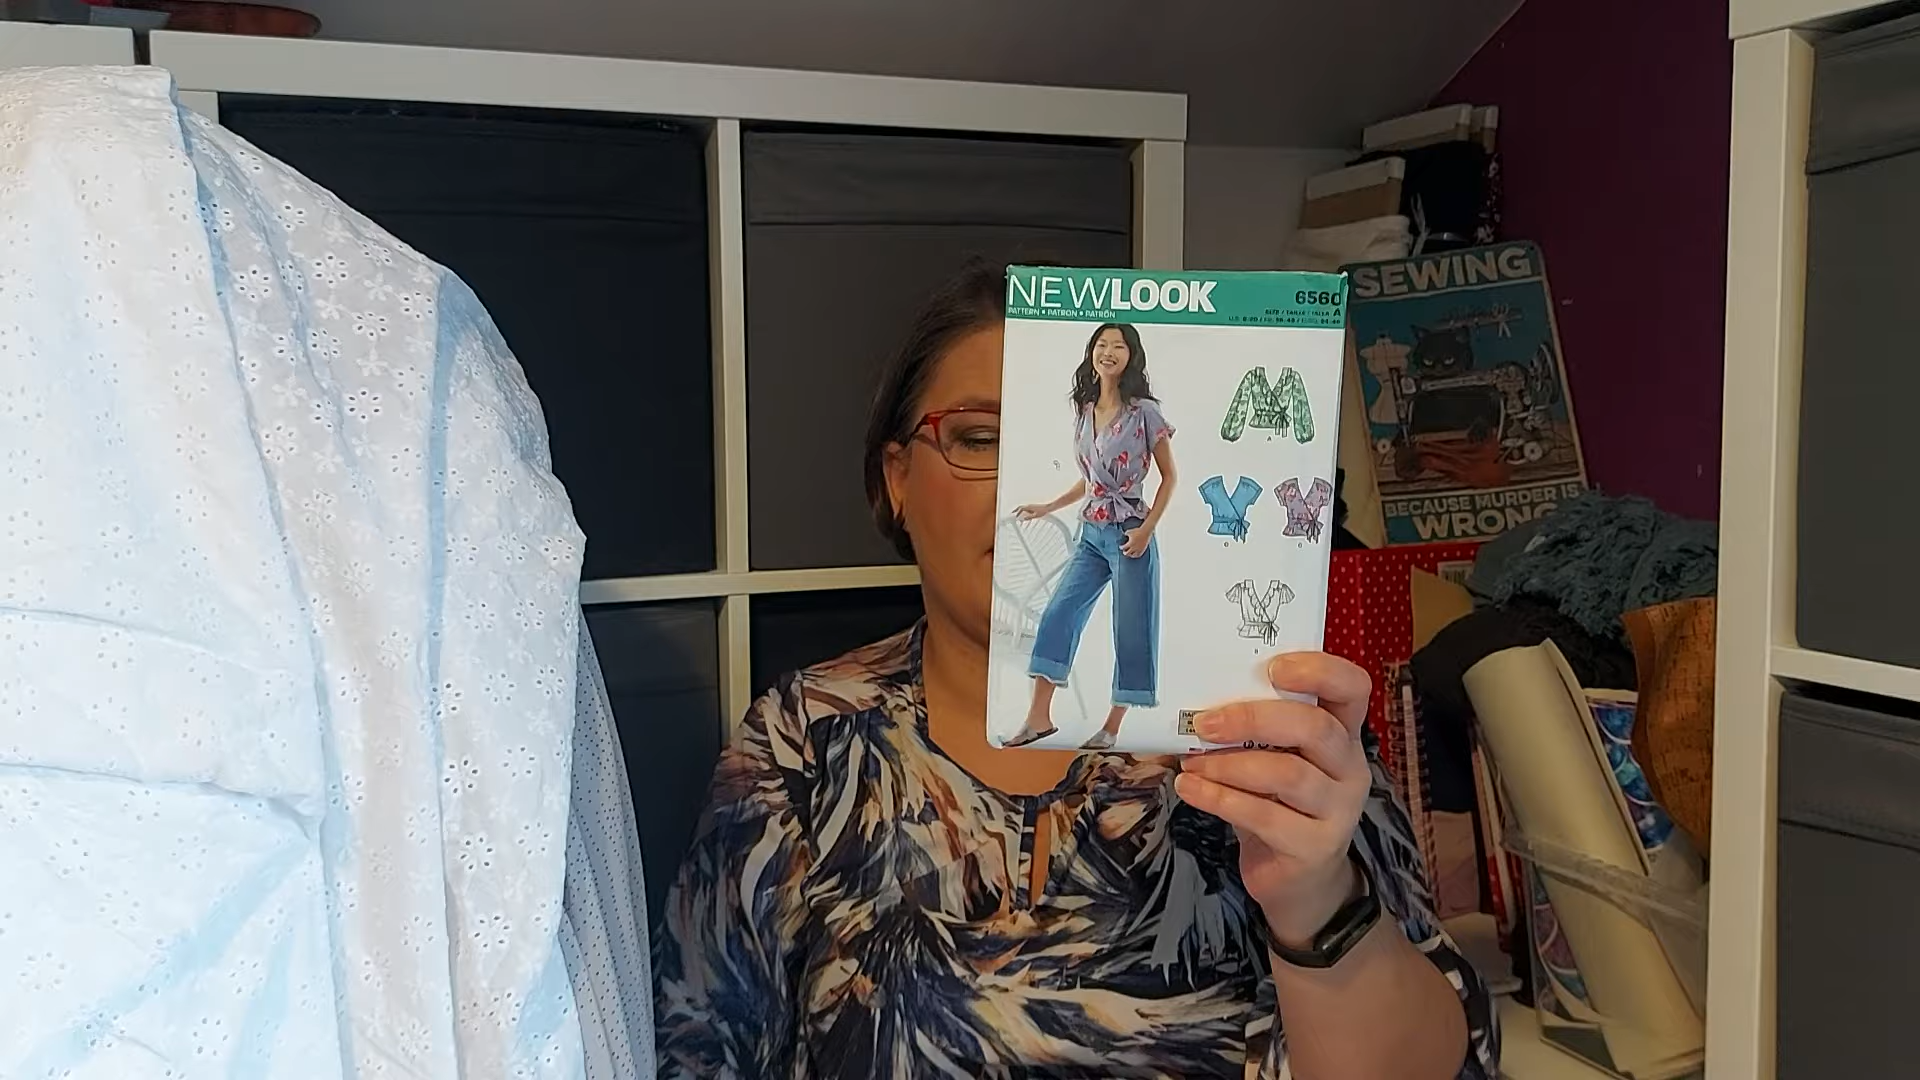 NEWLOOK
6560
PATTERN • PATRON • PATRÓN
SIZE / TAILLE / TALLA A
A
C
B
SEWING
BECAUSE MURDER IS
WRONG